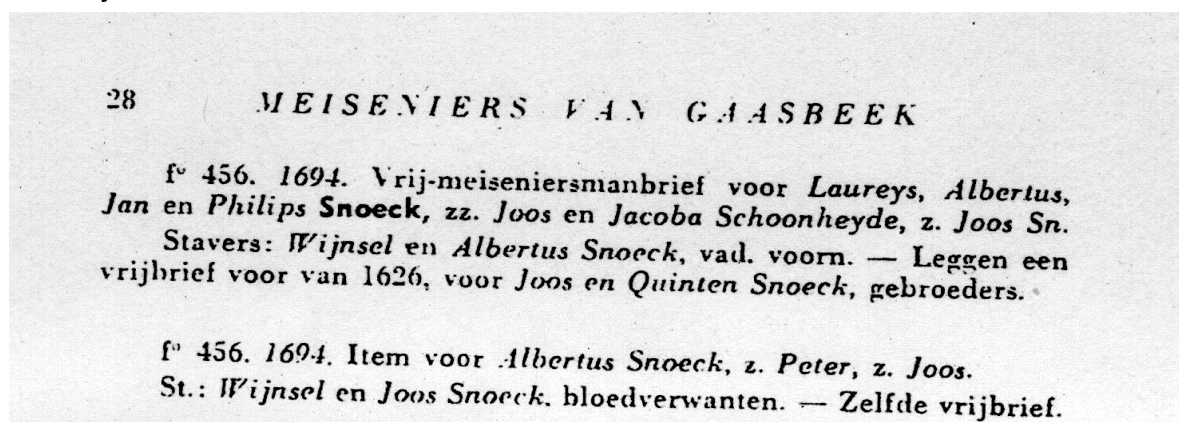 28 MEISENIERS VAN GAASBEEK
fº 456. 1694. Vrij-meiseniersmanbrief voor Laureys, Albertus,
Jan en Philips Snoeck, zz. Joos en Jacoba Schoonheyde, z. Joos Sn.
Stavers: Wijnsel en Albertus Snoeck, vad. voorn. — Leggen een
vrijbrief voor van 1626, voor Joos en Quinten Snoeck, gebroeders.
fº 456. 1694. Item voor Albertus Snoeck, z. Peter, z. Joos.
St.: Wijnsel en Joos Snoeck, bloedverwanten. — Zelfde vrijbrief.